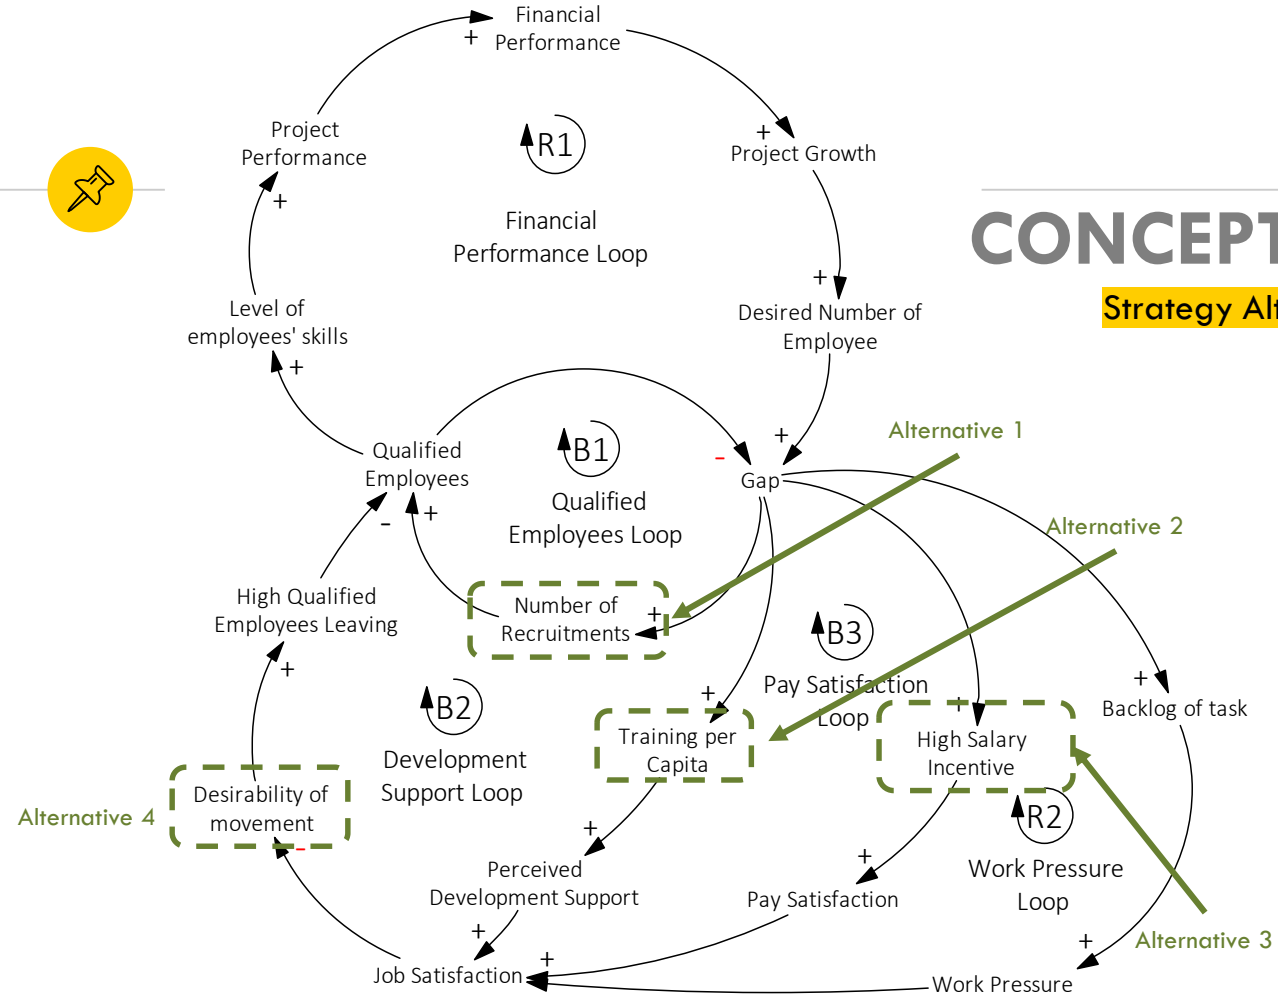 Financial
Performance
+
Project
Performance
+
Project Growth
R1
+
Financial
Performance Loop
CONCEPT
Strategy Alt
+
Level of
employees' skills
Desired Number of
Employee
+
+
Alternative 1
Qualified
Employees
B1
-
Gap
Qualified
Employees Loop
-
+
Alternative 2
High Qualified
Employees Leaving
Number of
Recruitments
+
B3
+
Pay Satisfaction
Loop
+
+
+
Backlog of task
B2
Training per
Capita
High Salary
Incentive
Development
Support Loop
Desirability of
movement
Alternative 4
-
R2
+
+
Perceived
Development Support
Work Pressure
Loop
Pay Satisfaction
+
+
+
Alternative 3
Job Satisfaction
Work Pressure